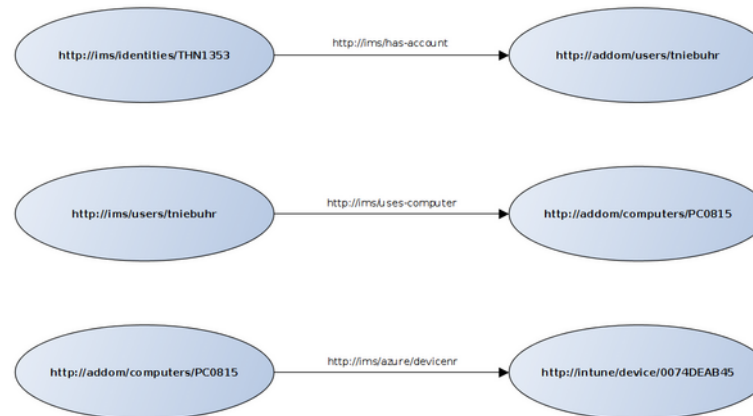 http://ims/identities/THN1353
http://ims/has-account
http://addom/users/tniebuhr
http://ims/users/tniebuhr
http://ims/uses-computer
http://addom/computers/PC0815
http://addom/computers/PC0815
http://ims/azure/devicenr
http://intune/device/0074DEAB45